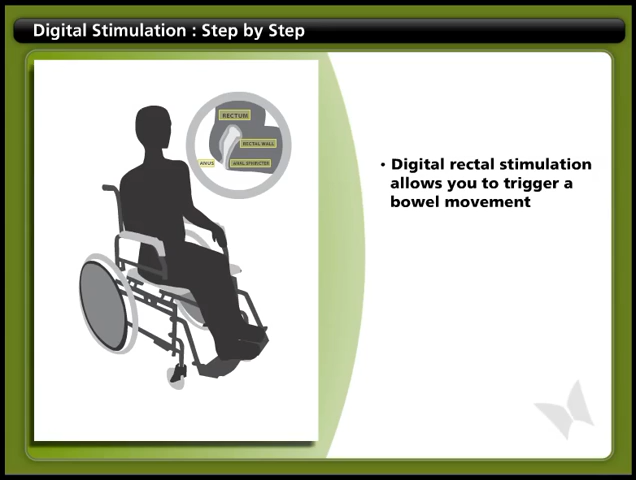 Digital Stimulation : Step by Step
RECTUM
RECTAL WALL
ANUS
ANAL SPHINCTER
• Digital rectal stimulation
allows you to trigger a
bowel movement